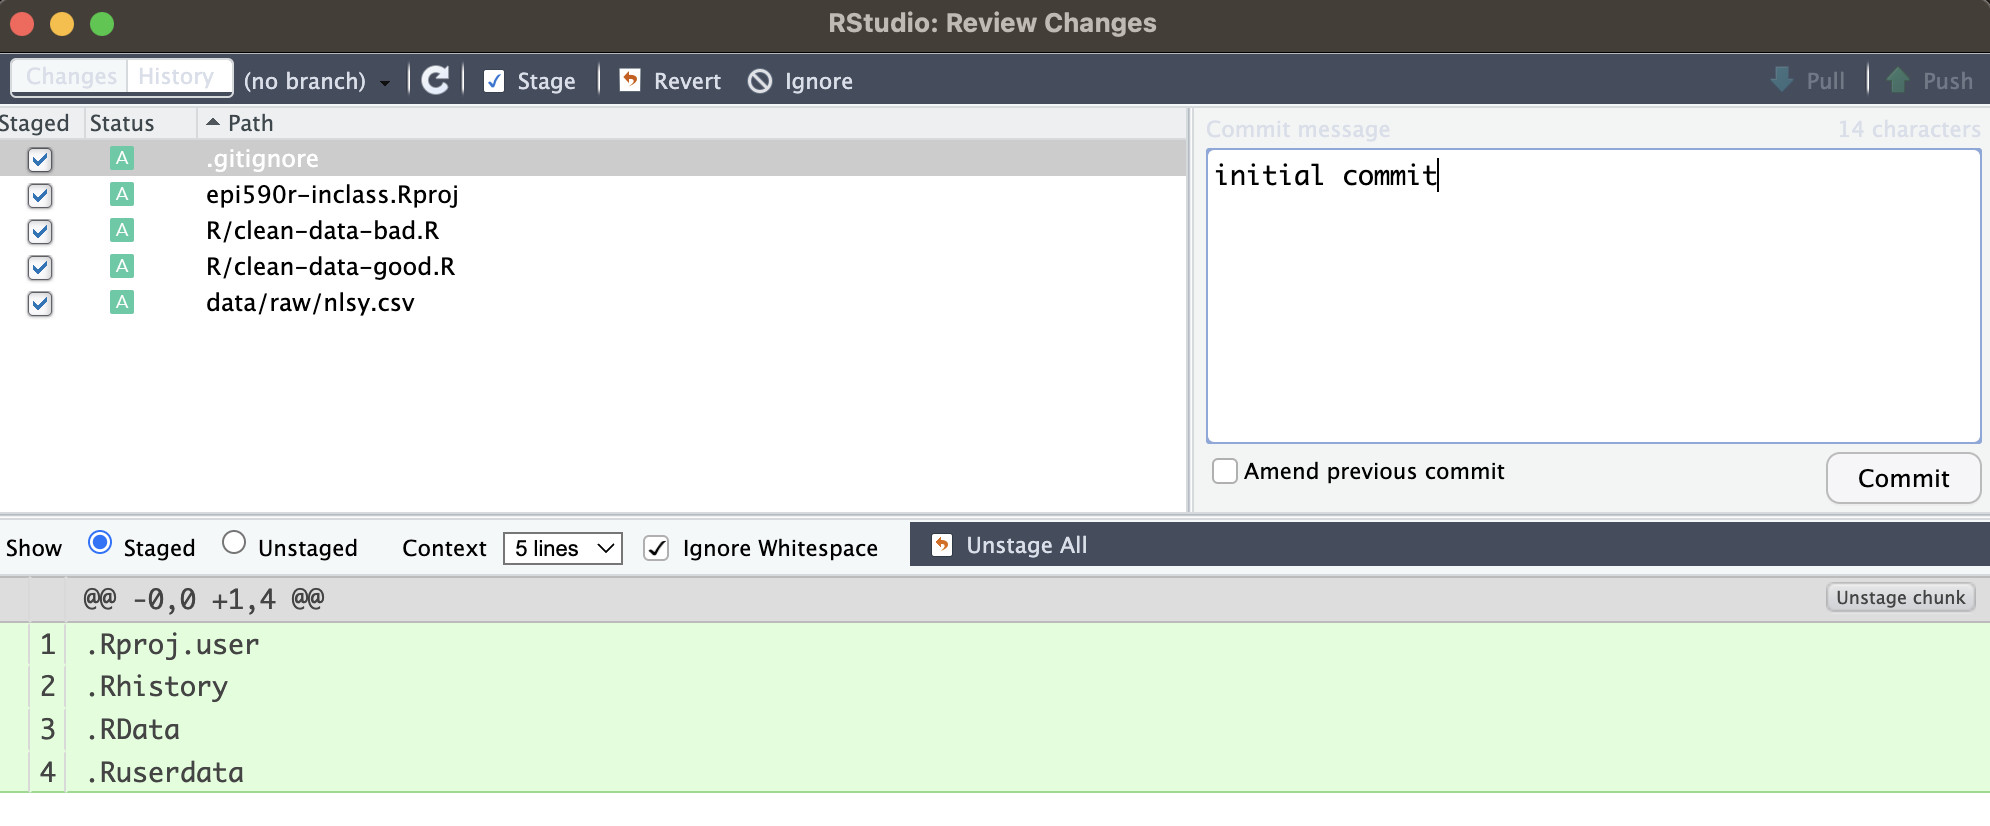 RStudio: Review Changes
Changes History (no branch) Stage Revert Ignore Pull Push
Staged Status Path
A .gitignore
A epi590r-inclass.Rproj
A R/clean-data-bad.R
A R/clean-data-good.R
A data/raw/nlsy.csv
Commit message 14 characters
initial commit
Amend previous commit Commit
Show Staged Unstaged Context 5 lines Ignore Whitespace Unstage All
@@ -0,0 +1,4 @@ Unstage chunk
1 .Rproj.user
2 .Rhistory
3 .RData
4 .Ruserdata